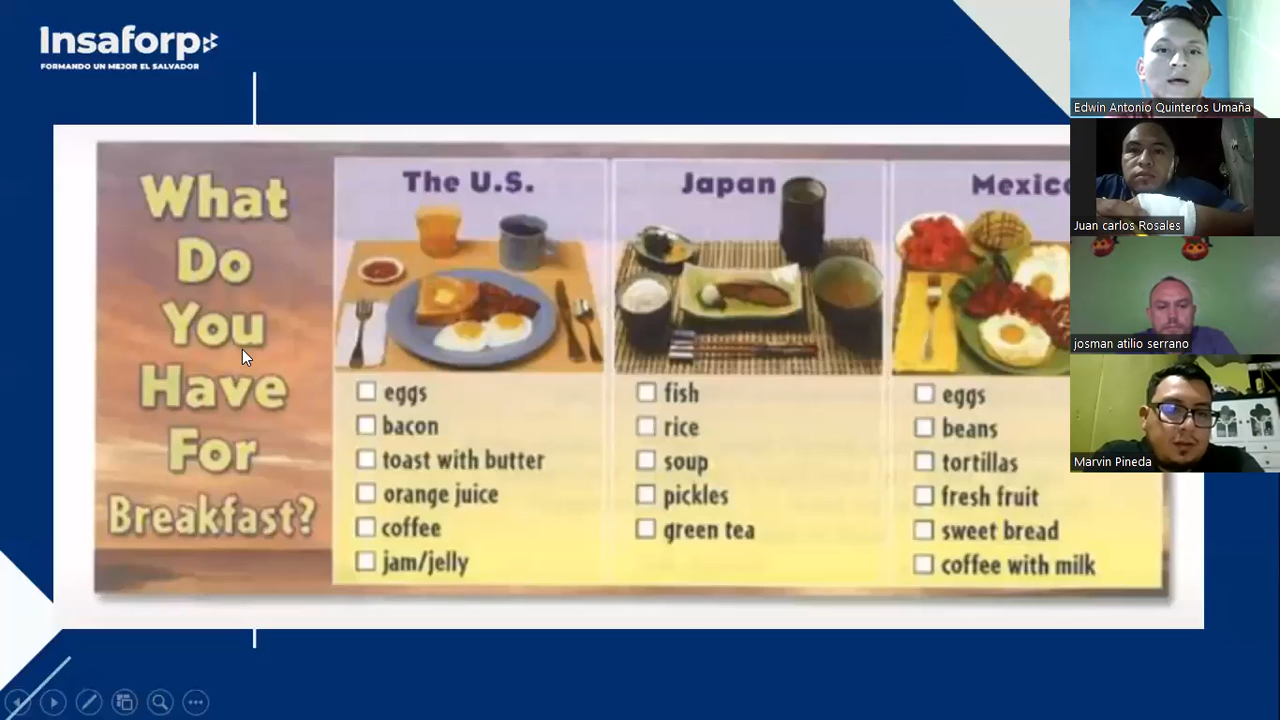 Insaforp
FORMANDO UN MEJOR EL SALVADOR
What
Do
You
Have
For
Breakfast?
The U.S.
eggs
bacon
toast with butter
orange juice
coffee
jam/jelly
Japan
fish
rice
soup
pickles
green tea
Mexico
eggs
beans
tortillas
fresh fruit
sweet bread
coffee with milk
Edwin Antonio Quinteros Umaña
Juan carlos Rosales
josman atilio serrano
Marvin Pineda